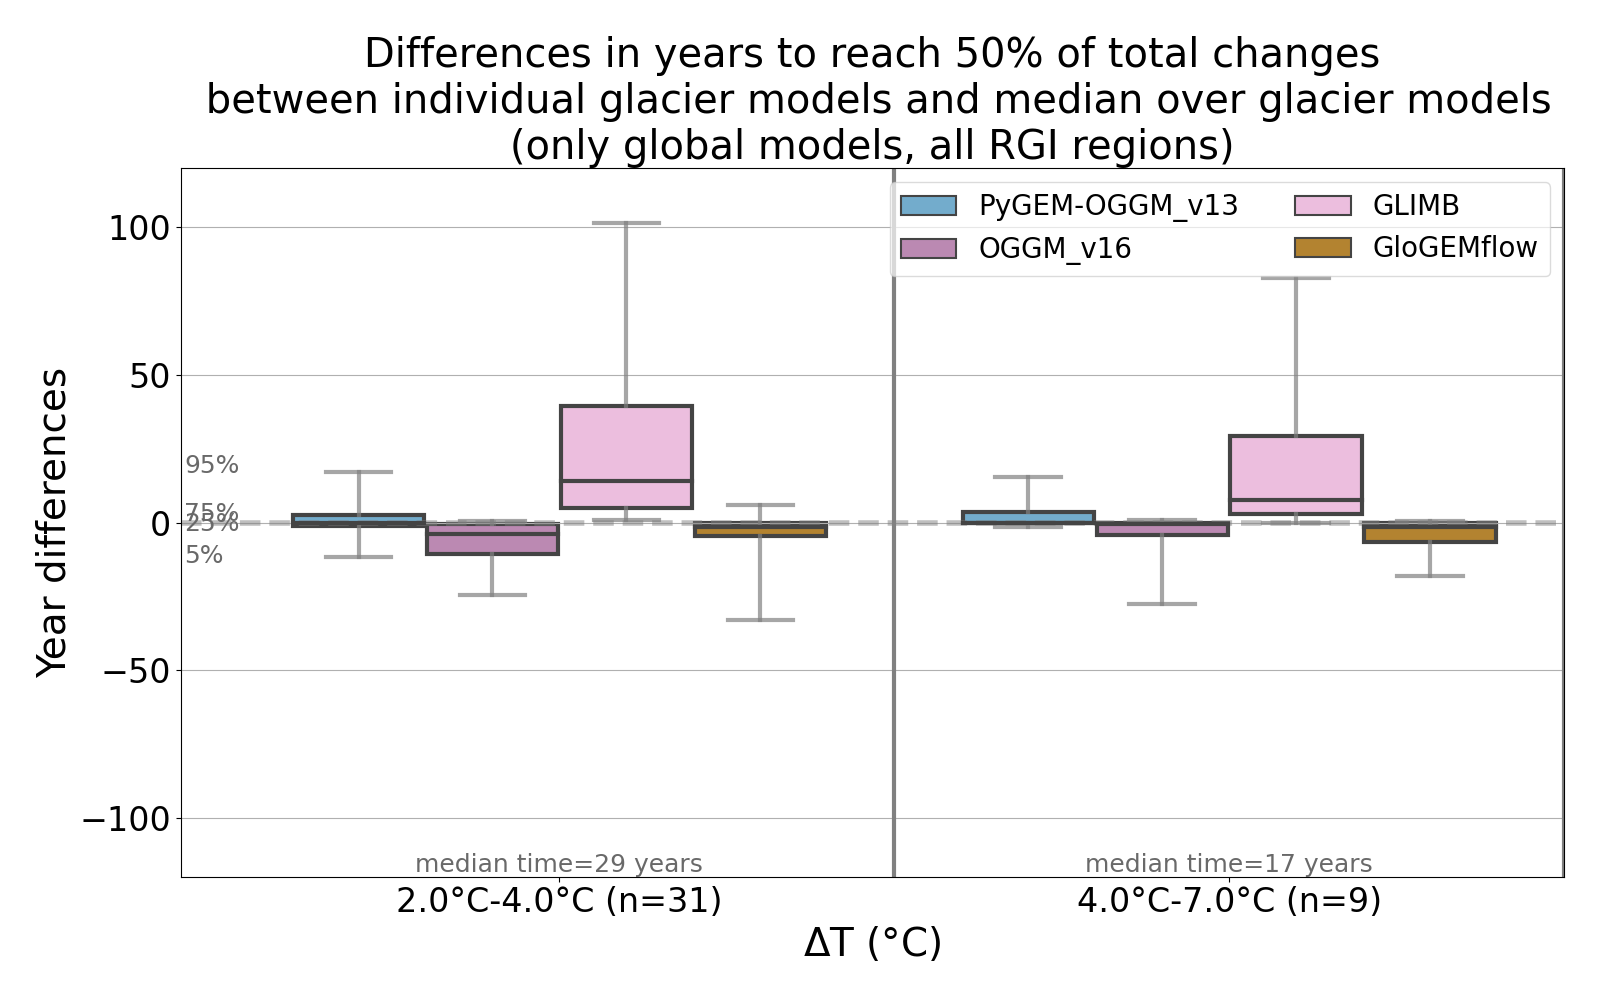 Differences in years to reach 50% of total changes
between individual glacier models and median over glacier models
(only global models, all RGI regions)
PyGEM-OGGM_v13
OGGM_v16
GLIMB
GloGEMflow
Year differences
100
50
0
−50
−100
95%
75%
25%
5%
median time=29 years
median time=17 years
2.0°C-4.0°C (n=31)
4.0°C-7.0°C (n=9)
ΔT (°C)